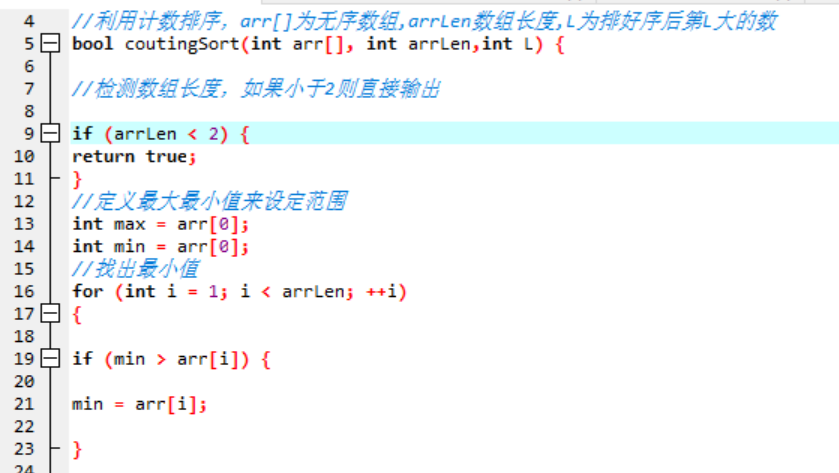 4 //利用计数排序，arr[]为无序数组,arrLen数组长度,L为排好序后第L大的数
5 bool coutingSort(int arr[], int arrLen,int L) {
6
7 //检测数组长度，如果小于2则直接输出
8
9 if (arrLen < 2) {
10 return true;
11 }
12 //定义最大最小值来设定范围
13 int max = arr[0];
14 int min = arr[0];
15 //找出最小值
16 for (int i = 1; i < arrLen; ++i)
17 {
18
19 if (min > arr[i]) {
20
21 min = arr[i];
22
23 }
24